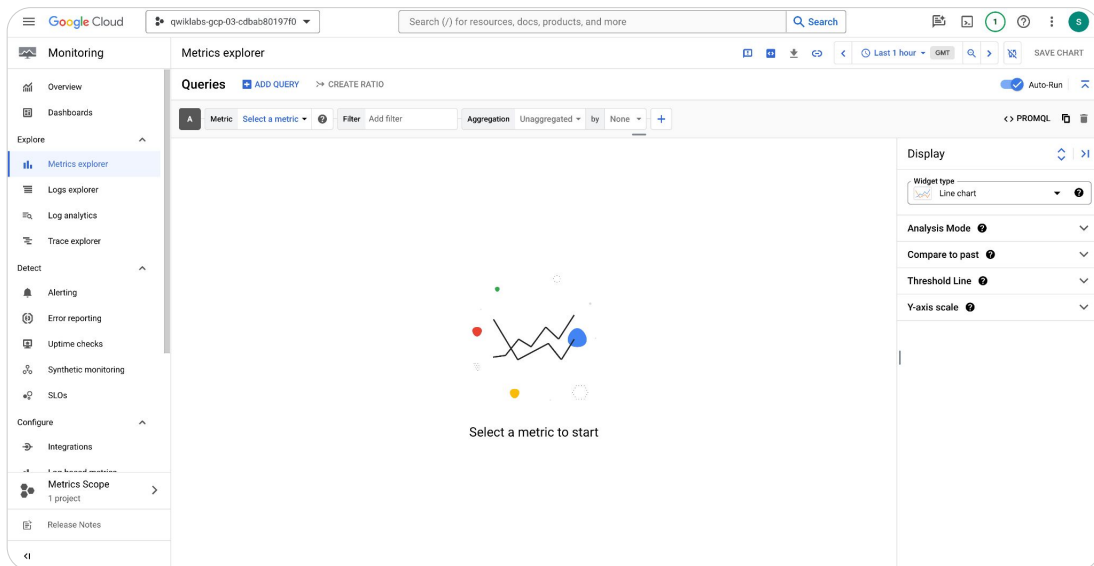 Google Cloud
qwiklabs-gcp-03-cdbab80197f0
Search (/) for resources, docs, products, and more
Search
1
S
Monitoring
Metrics explorer
Last 1 hour
GMT
SAVE CHART
Overview
Dashboards
Explore
Metrics explorer
Logs explorer
Log analytics
Trace explorer
Detect
Alerting
Error reporting
Uptime checks
Synthetic monitoring
SLOs
Configure
Integrations
Log-based metrics
Metrics Scope
1 project
Release Notes
Queries
ADD QUERY
CREATE RATIO
Auto-Run
A
Metric
Select a metric
Filter
Add filter
Aggregation
Unaggregated
by
None
<> PROMQL
Select a metric to start
Display
Widget type
Line chart
Analysis Mode
Compare to past
Threshold Line
Y-axis scale